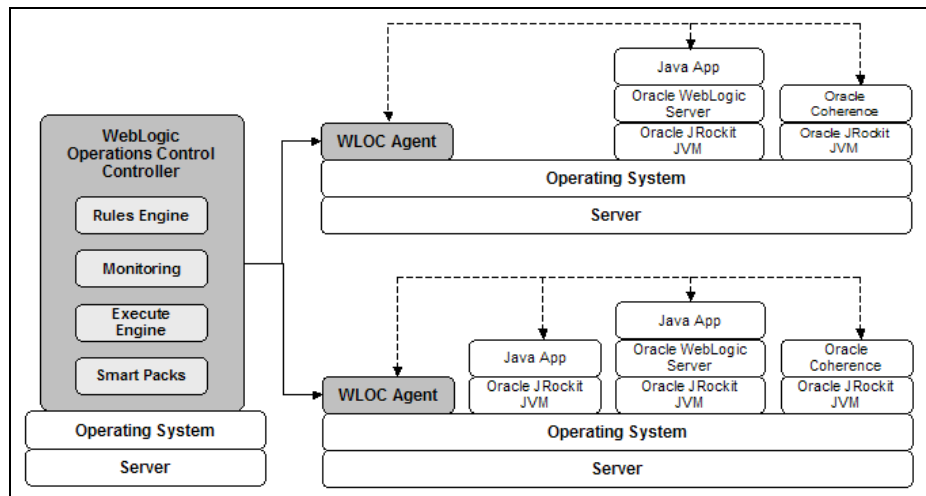 WebLogic
Operations Control
Controller
Rules Engine
Monitoring
Execute
Engine
Smart Packs
Operating System
Server
WLOC Agent
Java App
Oracle WebLogic
Server
Oracle JRockit
JVM
Oracle
Coherence
Oracle JRockit
JVM
Operating System
Server
WLOC Agent
Java App
Oracle JRockit
JVM
Java App
Oracle WebLogic
Server
Oracle JRockit
JVM
Oracle
Coherence
Oracle JRockit
JVM
Operating System
Server